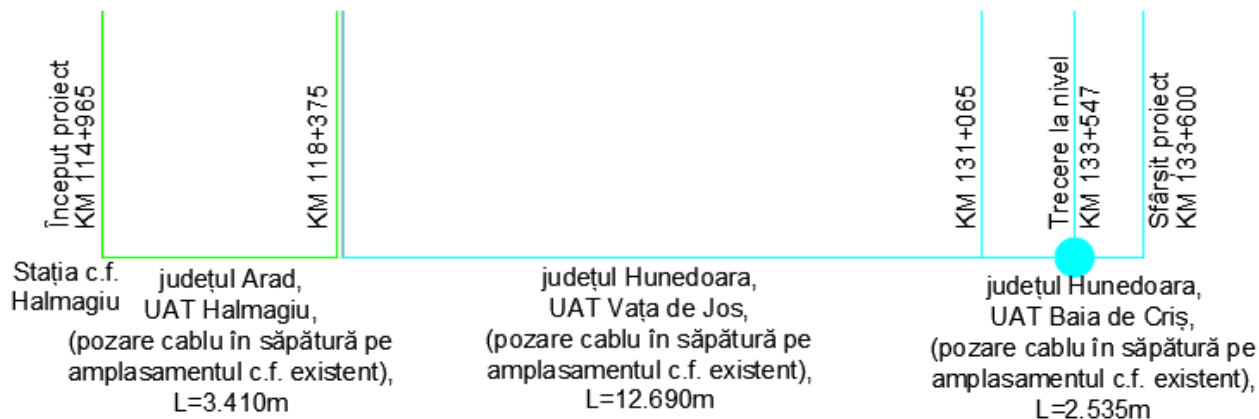 Început proiect
KM 114+965
KM 118+375
KM 131+065
Trecere la nivel
KM 133+547
Sfârșit proiect
KM 133+600
Stația c.f.
Halmagiu
județul Arad,
UAT Halmagiu,
(pozare cablu în săpătură pe
amplasamentul c.f. existent),
L=3.410m
județul Hunedoara,
UAT Vața de Jos,
(pozare cablu în săpătură pe
amplasamentul c.f. existent),
L=12.690m
județul Hunedoara,
UAT Baia de Criș,
(pozare cablu în săpătură pe
amplasamentul c.f. existent),
L=2.535m